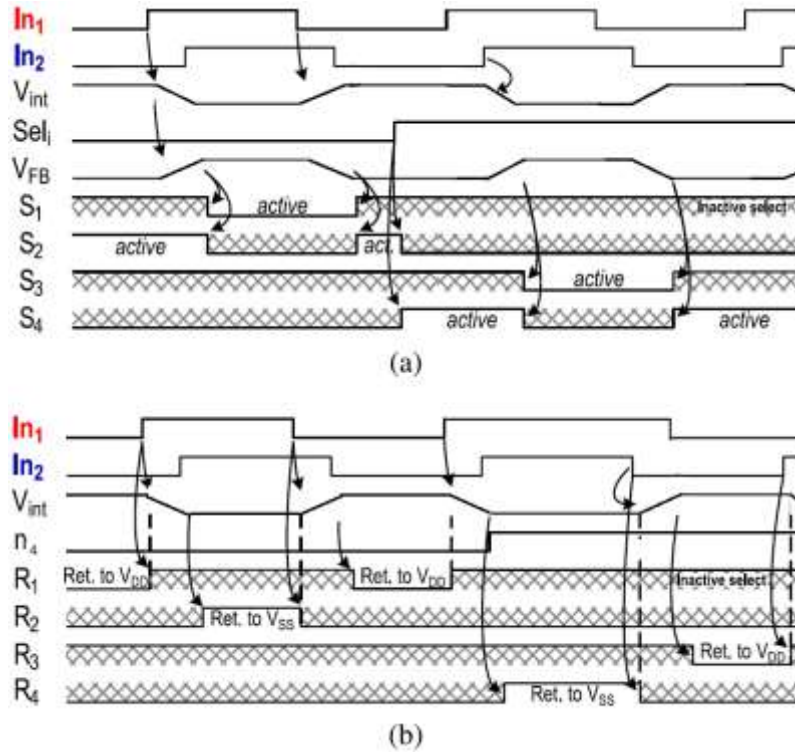 In1
In2
Vint
Seli
VFB
S1 active Inactive select
S2 active act.
S3 active
S4 active active
(a)
In1
In2
Vint
n4
R1 Ret. to VDD Ret. to VDD Inactive select
R2 Ret. to VSS
R3 Ret. to VDD
R4 Ret. to VSS
(b)